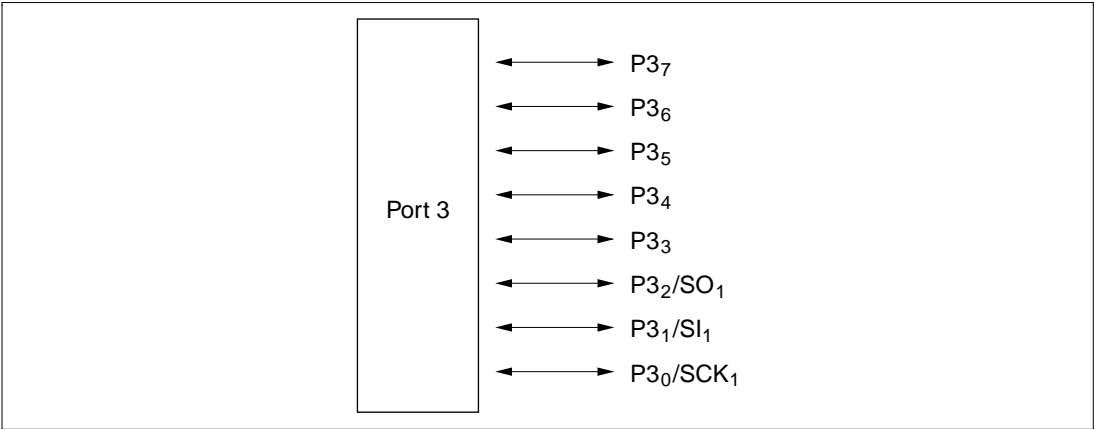 P3₇
P3₆
P3₅
P3₄
Port 3
P3₃
P3₂/SO₁
P3₁/SI₁
P3₀/SCK₁